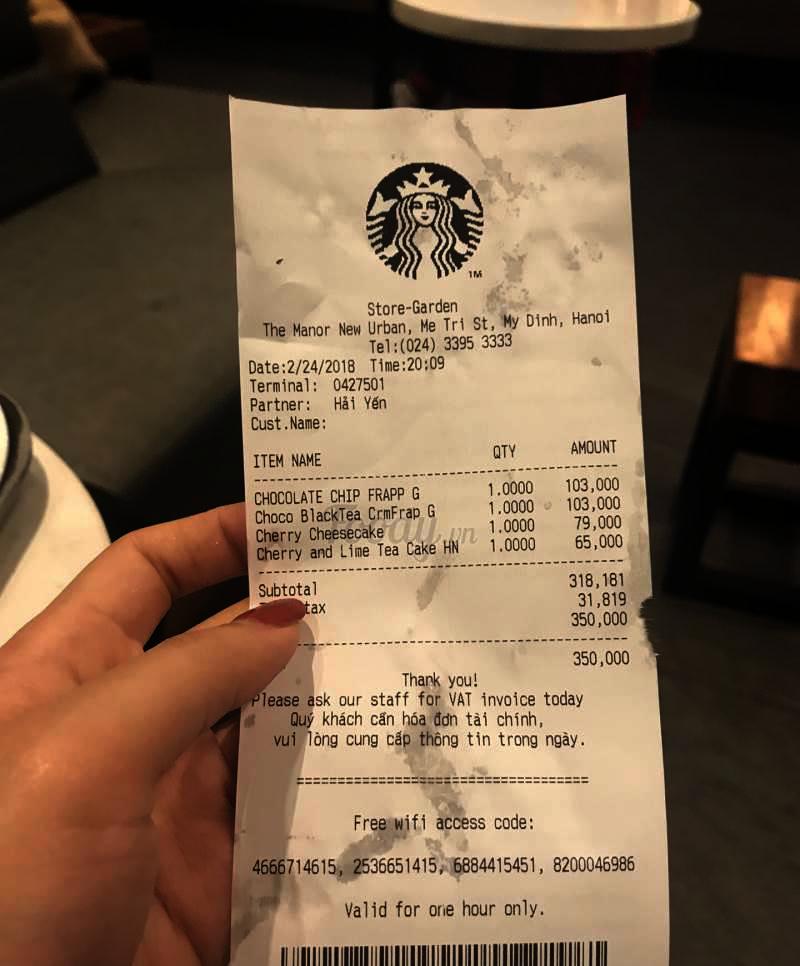 TM
Store-Garden
The Manor New Urban, Me Tri St, My Dinh, Hanoi
Tel:(024) 3395 3333
Date:2/24/2018 Time:20:09
Terminal: 0427501
Partner: Hải Yến
Cust.Name:
ITEM NAME QTY AMOUNT
CHOCOLATE CHIP FRAPP G 1.0000 103,000
Choco BlackTea CrmFrap G 1.0000 103,000
Cherry Cheesecake 1.0000 79,000
Cherry and Lime Tea Cake HN 1.0000 65,000
Subtotal 318,181
tax 31,819
350,000
350,000
Thank you!
Please ask our staff for VAT invoice today
Quý khách cần hóa đơn tài chính,
vui lòng cung cấp thông tin trong ngày.
Free wifi access code:
4666714615, 2536651415, 6884415451, 8200046986
Valid for one hour only.